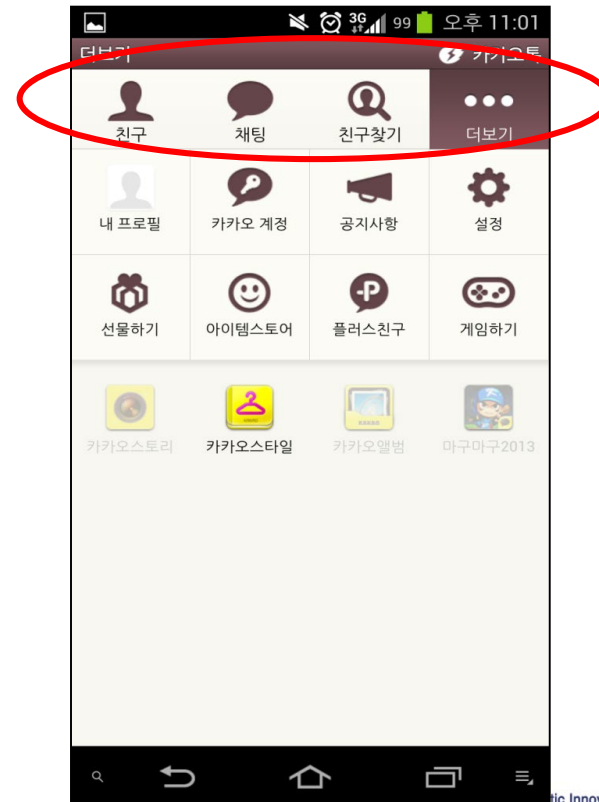 3G 99 오후 11:01
더보기 카카오톡
친구 채팅 친구찾기 더보기
내 프로필 카카오 계정 공지사항 설정
선물하기 아이템스토어 플러스친구 게임하기
카카오스토리 카카오스타일 카카오앨범 마구마구2013
tic Innov